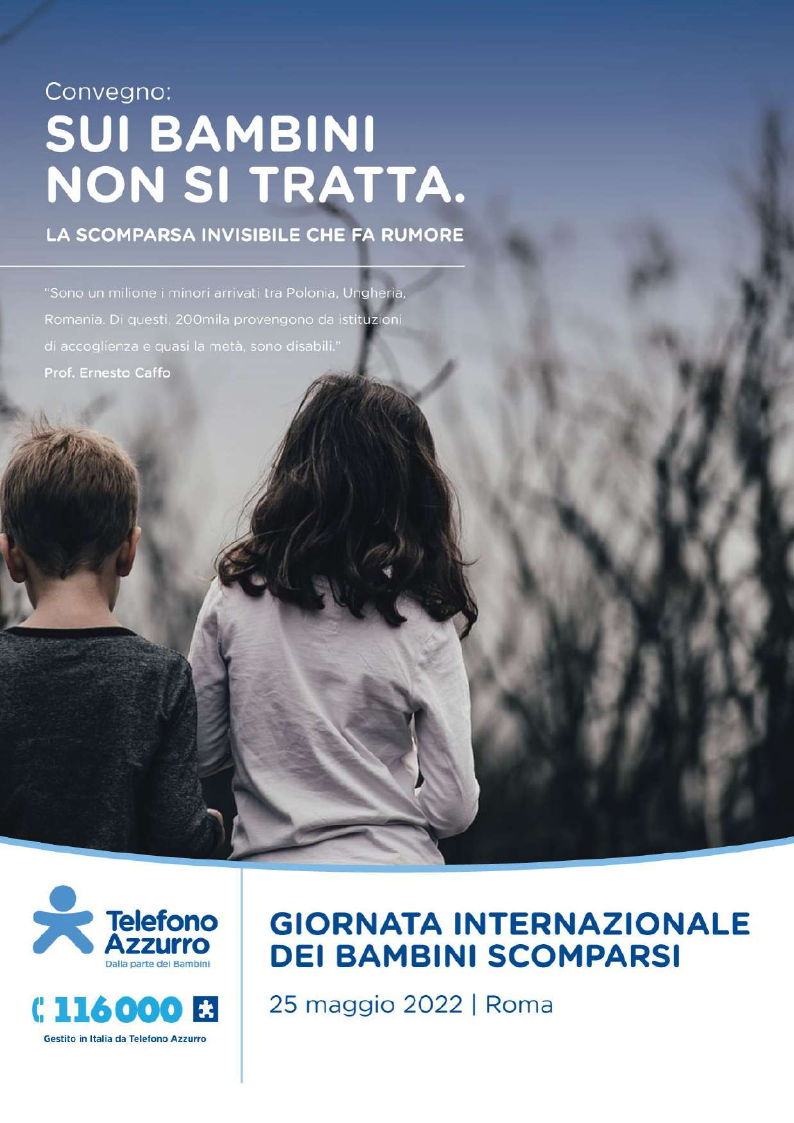 Convegno:
SUI BAMBINI
NON SI TRATTA.
LA SCOMPARSA INVISIBILE CHE FA RUMORE
"Sono un milione i minori arrivati tra Polonia, Ungheria,
Romania. Di questi, 200mila provengono da istituzioni
di accoglienza e quasi la metà, sono disabili."
Prof. Ernesto Caffo
Telefono
Azzurro
Dalla parte dei Bambini
116000
Gestito in Italia da Telefono Azzurro
GIORNATA INTERNAZIONALE
DEI BAMBINI SCOMPARSI
25 maggio 2022 | Roma